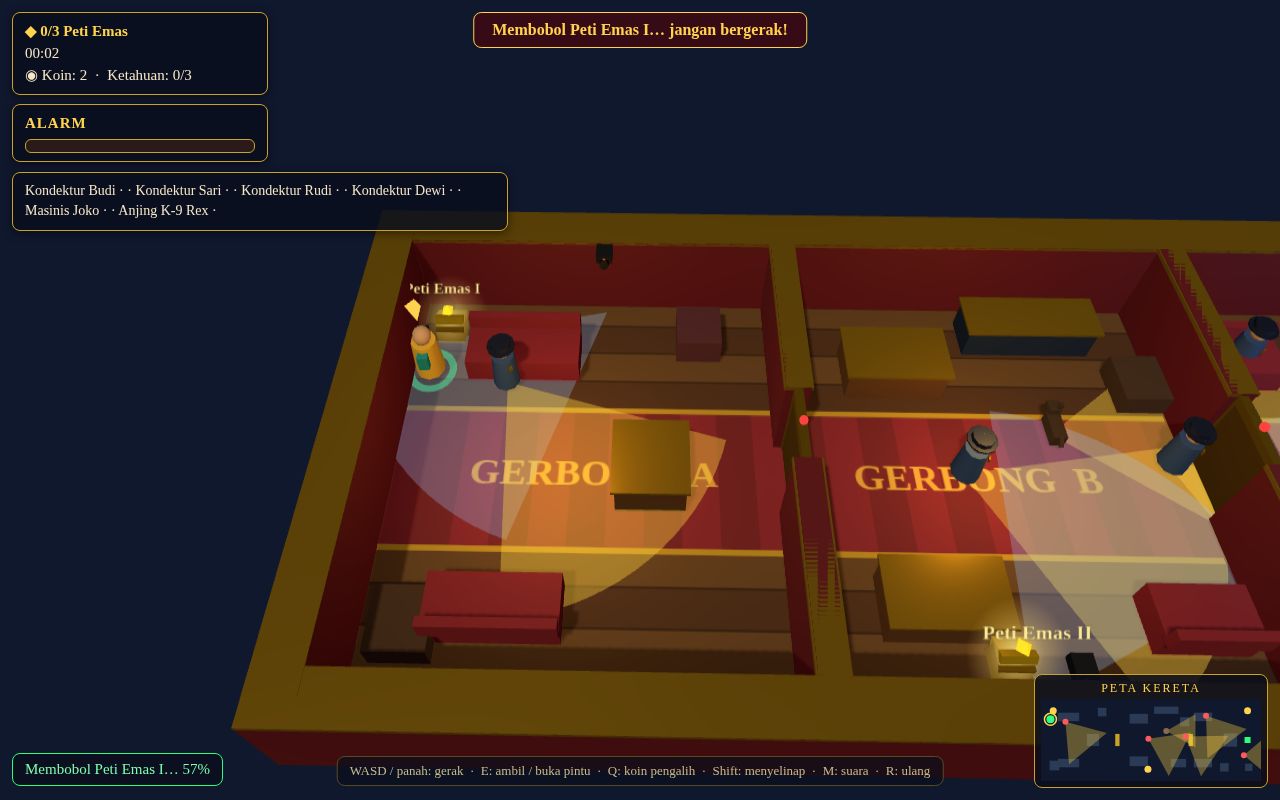 ◆ 0/3 Peti Emas
00:02
◉ Koin: 2 · Ketahuan: 0/3
Membobol Peti Emas I… jangan bergerak!
ALARM
Kondektur Budi · · Kondektur Sari · · Kondektur Rudi · · Kondektur Dewi · ·
Masinis Joko · · Anjing K-9 Rex ·
Peti Emas I
GERBO A
GERBONG B
Peti Emas II
PETA KERETA
Membobol Peti Emas I… 57%
WASD / panah: gerak · E: ambil / buka pintu · Q: koin pengalih · Shift: menyelinap · M: suara · R: ulang